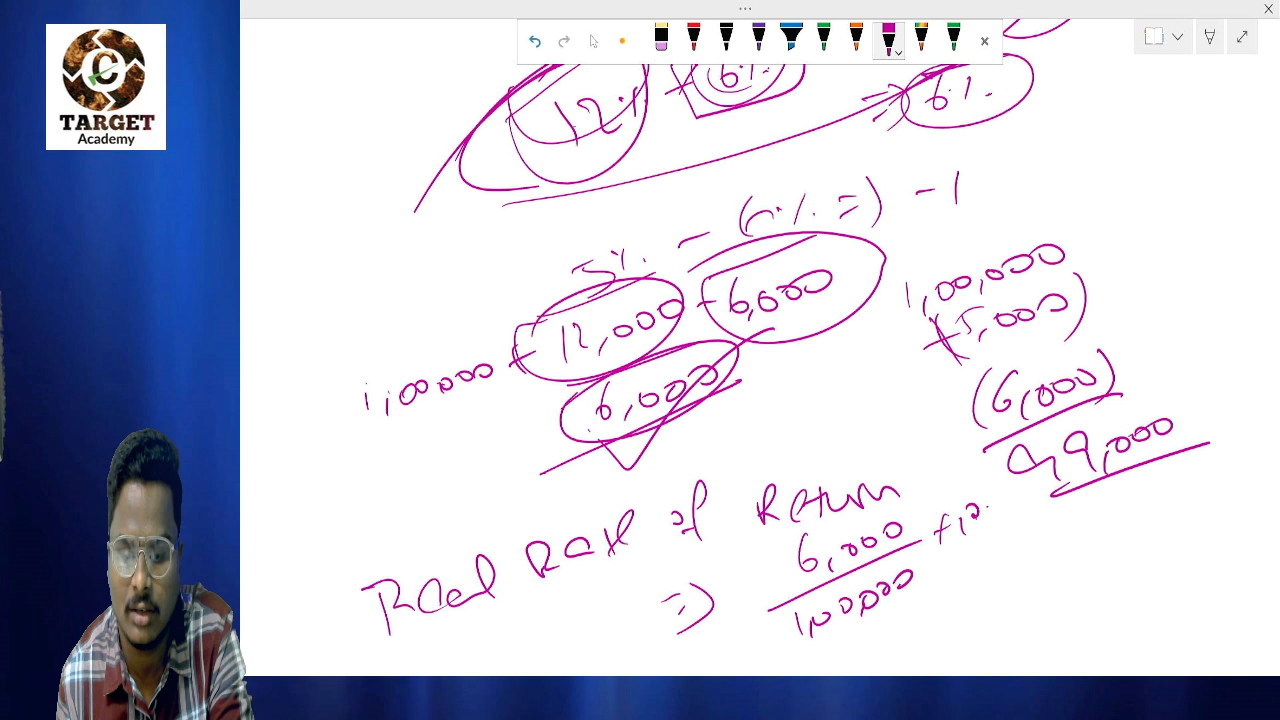 TARGET
Academy
12% - 6% => 6%
5% - (6% =) -1
1,00,000 + 12,000 - 6,000
6,000
1,00,000
+5,000)
(6,000)
99,000
Real Rate of Return
=> 6,000
1,00,000